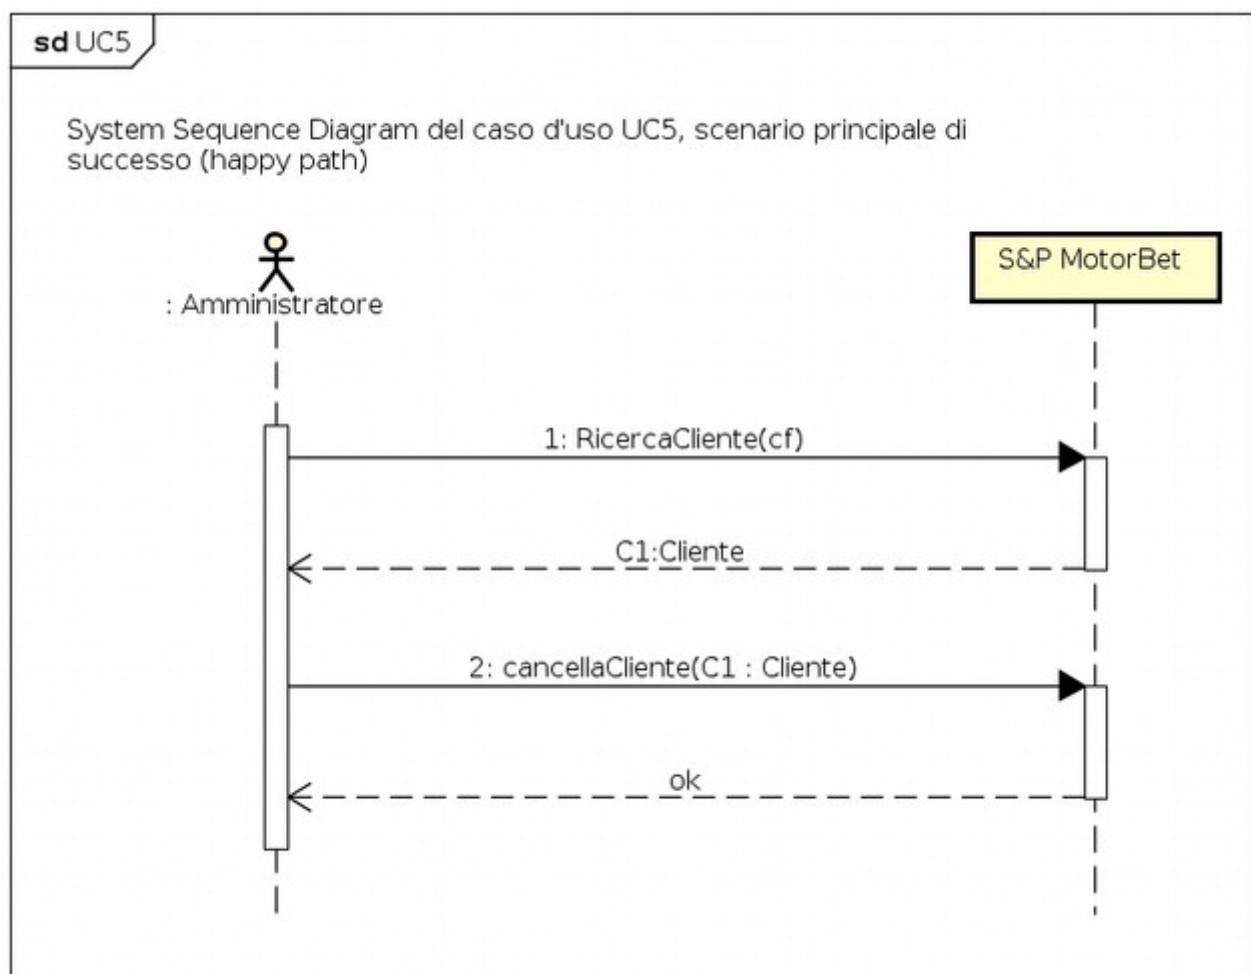 sd UC5
System Sequence Diagram del caso d'uso UC5, scenario principale di
successo (happy path)
: Amministratore
S&P MotorBet
1: RicercaCliente(cf)
C1:Cliente
2: cancellaCliente(C1 : Cliente)
ok